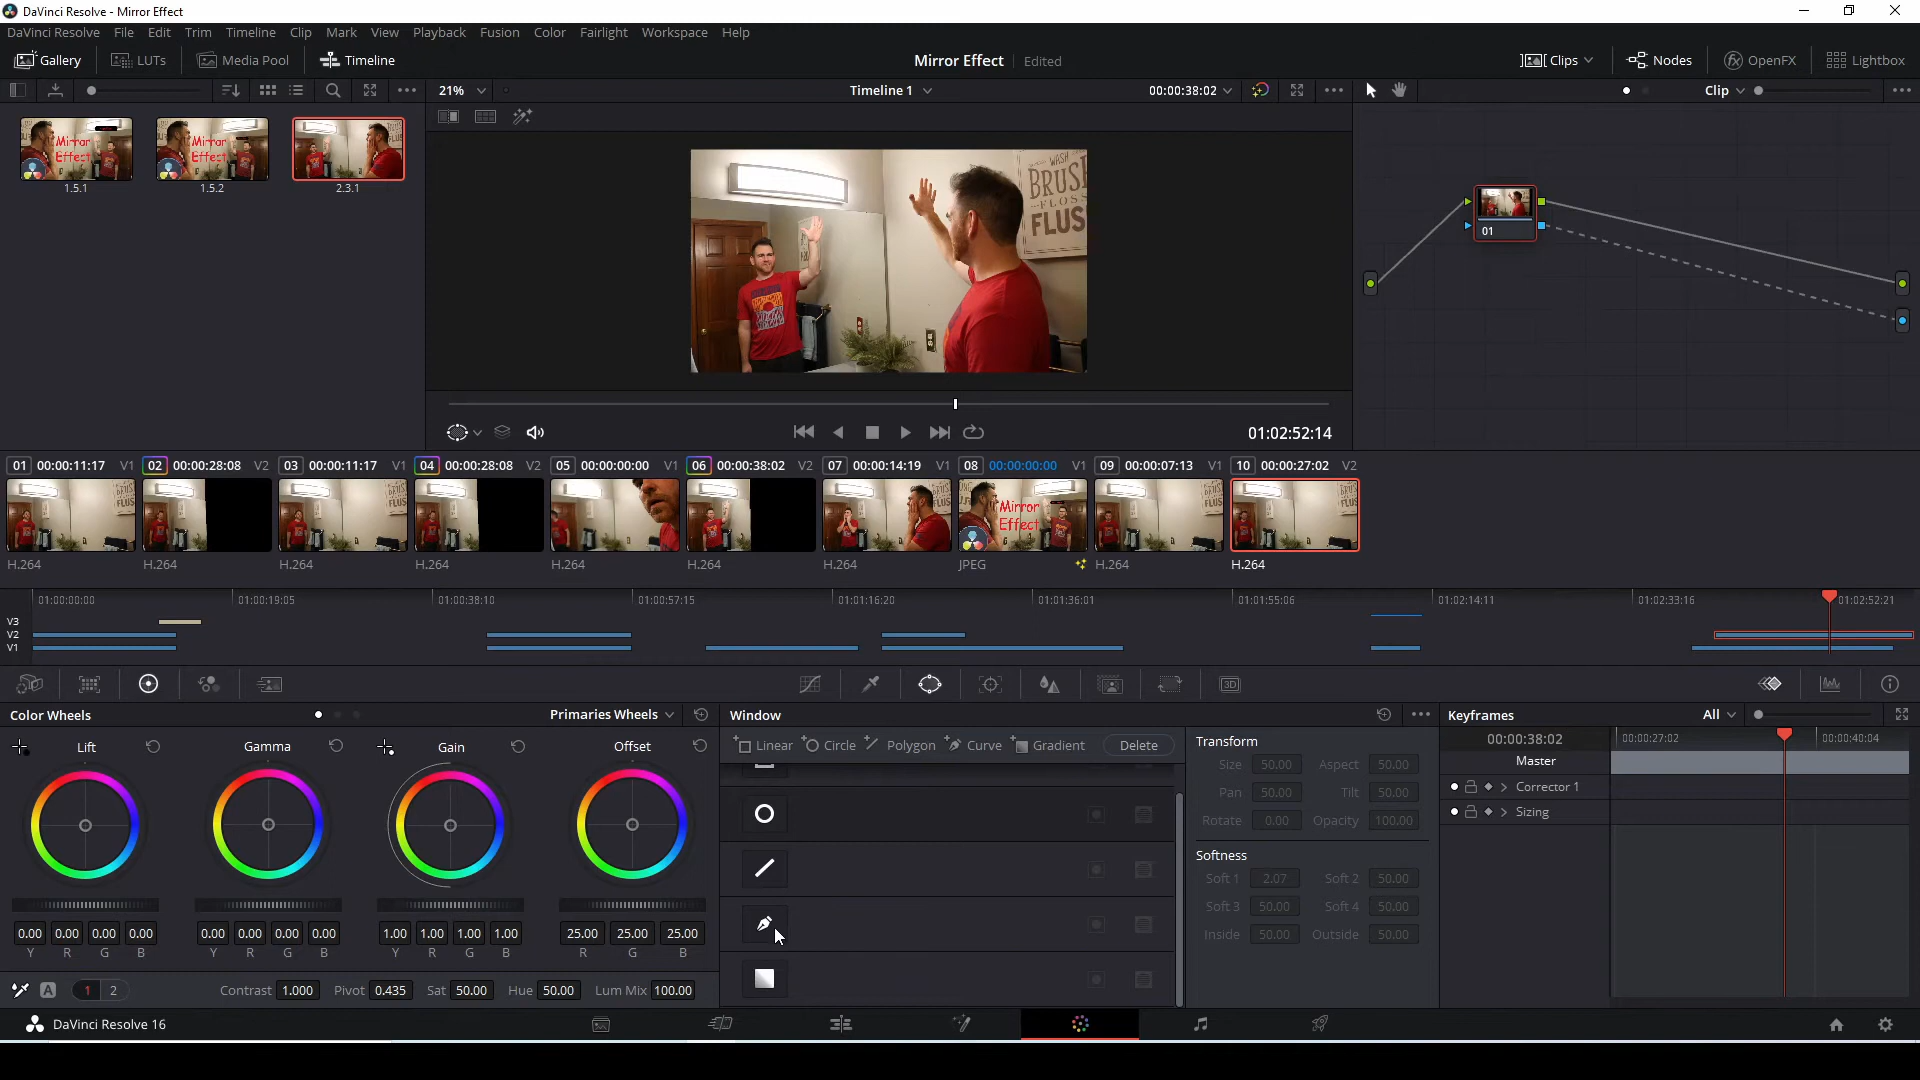 DaVinci Resolve - Mirror Effect
DaVinci Resolve File Edit Trim Timeline Clip Mark View Playback Fusion Color Fairlight Workspace Help
Gallery LUTs Media Pool Timeline Mirror Effect Edited Clips Nodes OpenFX Lightbox
21% Timeline 1 00:00:38:02 Clip
Mirror Effect
Mirror Effect
1.5.1 1.5.2 2.3.1
WASH
BRUSH
FLOSS
FLUSH
01
01:02:52:14
01 00:00:11:17 V1 02 00:00:28:08 V2 03 00:00:11:17 V1 04 00:00:28:08 V2 05 00:00:00:00 V1 06 00:00:38:02 V2 07 00:00:14:19 V1 08 00:00:00:00 V1 09 00:00:07:13 V1 10 00:00:27:02 V2
Mirror Effect
H.264 H.264 H.264 H.264 H.264 H.264 H.264 JPEG H.264 H.264
01:00:00:00 01:00:19:05 01:00:38:10 01:00:57:15 01:01:16:20 01:01:36:01 01:01:55:06 01:02:14:11 01:02:33:16 01:02:52:21
V3
V2
V1
3D
Color Wheels Primaries Wheels Window Keyframes All
Lift Gamma Gain Offset
Linear Circle Polygon Curve Gradient Delete
Transform
Size 50.00 Aspect 50.00
Pan 50.00 Tilt 50.00
Rotate 0.00 Opacity 100.00
Softness
Soft 1 2.07 Soft 2 50.00
Soft 3 50.00 Soft 4 50.00
Inside 50.00 Outside 50.00
00:00:38:02 00:00:27:02 00:00:40:04
Master
Corrector 1
Sizing
0.00 0.00 0.00 0.00 0.00 0.00 0.00 0.00 1.00 1.00 1.00 1.00 25.00 25.00 25.00
Y R G B Y R G B Y R G B R G B
A 1 2 Contrast 1.000 Pivot 0.435 Sat 50.00 Hue 50.00 Lum Mix 100.00
DaVinci Resolve 16